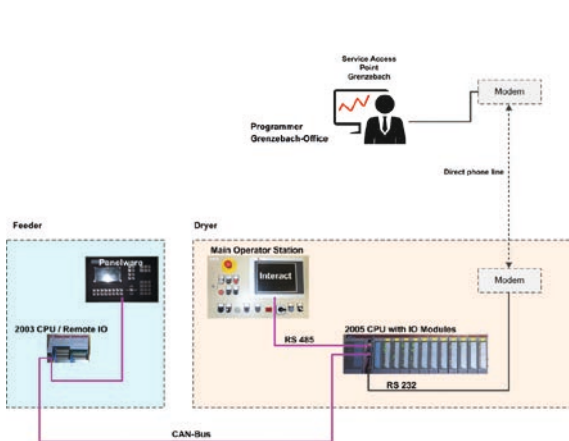 Service Access
Point
Grenzebach
Modem
Programmer
Grenzebach-Office
Direct phone line
Feeder
Dryer
Panelware
Main Operator Station
Interact
Modem
2003 CPU / Remote IO
RS 485
2005 CPU with IO Modules
RS 232
CAN-Bus